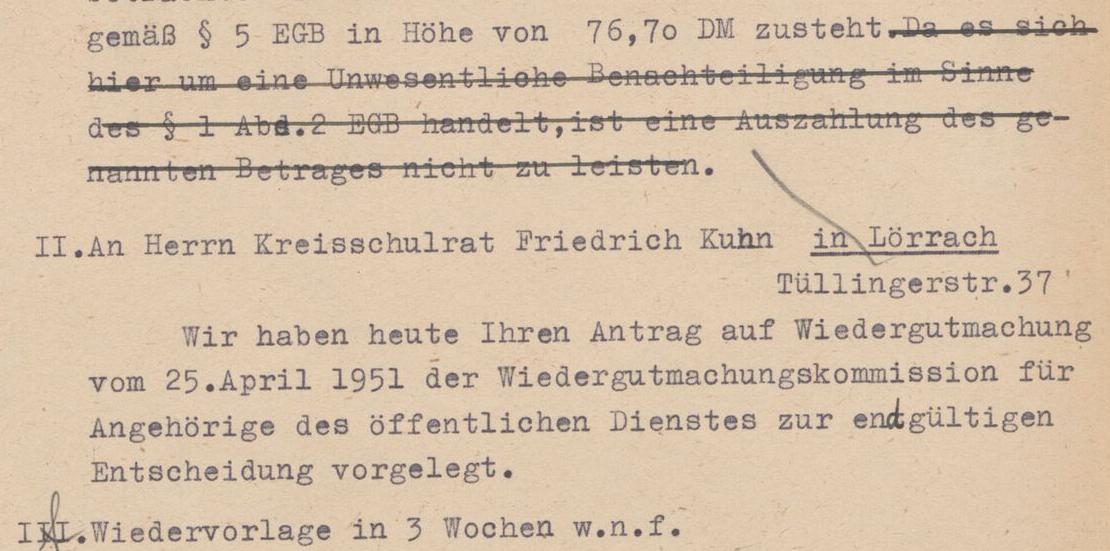 gemäß § 5 EGB in Höhe von 76,70 DM zusteht. Da es sich
hier um eine Unwesentliche Benachteiligung im Sinne
des § 1 Abs.2 EGB handelt,ist eine Auszahlung des ge-
nannten Betrages nicht zu leisten.
II.An Herrn Kreisschulrat Friedrich Kuhn in Lörrach
Tüllingerstr.37
Wir haben heute Ihren Antrag auf Wiedergutmachung
vom 25.April 1951 der Wiedergutmachungskommission für
Angehörige des öffentlichen Dienstes zur endgültigen
Entscheidung vorgelegt.
III.Wiedervorlage in 3 Wochen w.n.f.